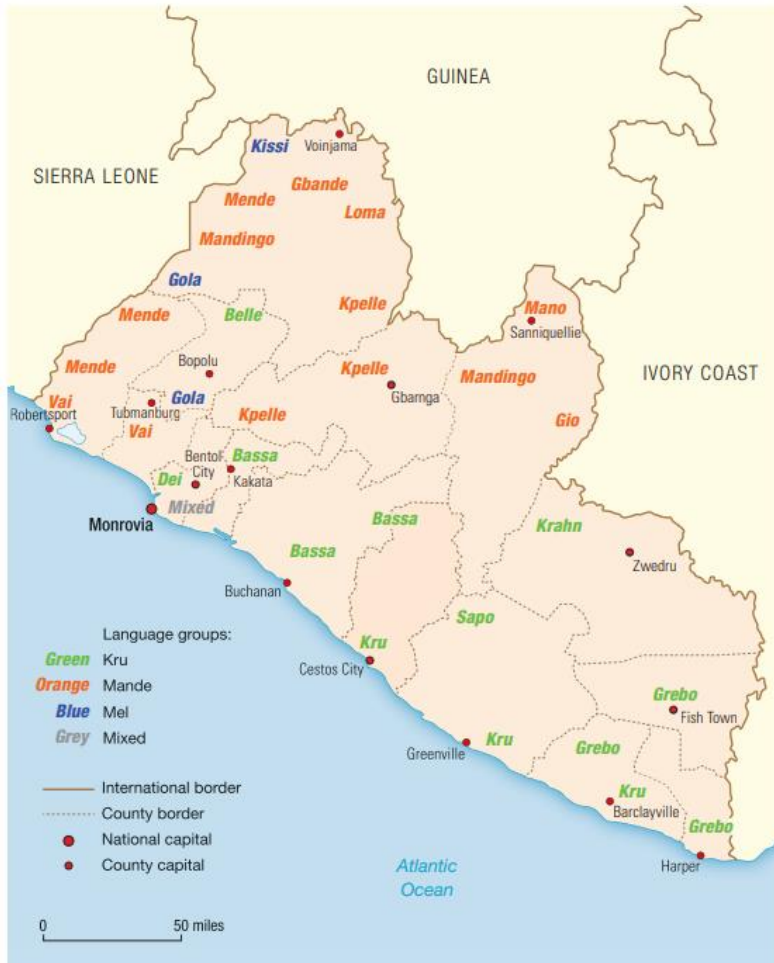 GUINEA
SIERRA LEONE
IVORY COAST
Kissi
Voinjama
Gbande
Mende
Loma
Mandingo
Gola
Kpelle
Mende
Belle
Mano
Sanniquellie
Mende
Bopolu
Kpelle
Gbarnga
Mandingo
Vai
Robertsport
Tubmanburg
Gola
Vai
Kpelle
Gio
Bentol
City
Bassa
Kakata
Dei
Mixed
Monrovia
Bassa
Krahn
Bassa
Zwedru
Buchanan
Sapo
Kru
Cestos City
Grebo
Fish Town
Greenville
Kru
Grebo
Kru
Barclayville
Grebo
Harper
Atlantic
Ocean
Language groups:
Green Kru
Orange Mande
Blue Mel
Grey Mixed
International border
County border
National capital
County capital
0 50 miles